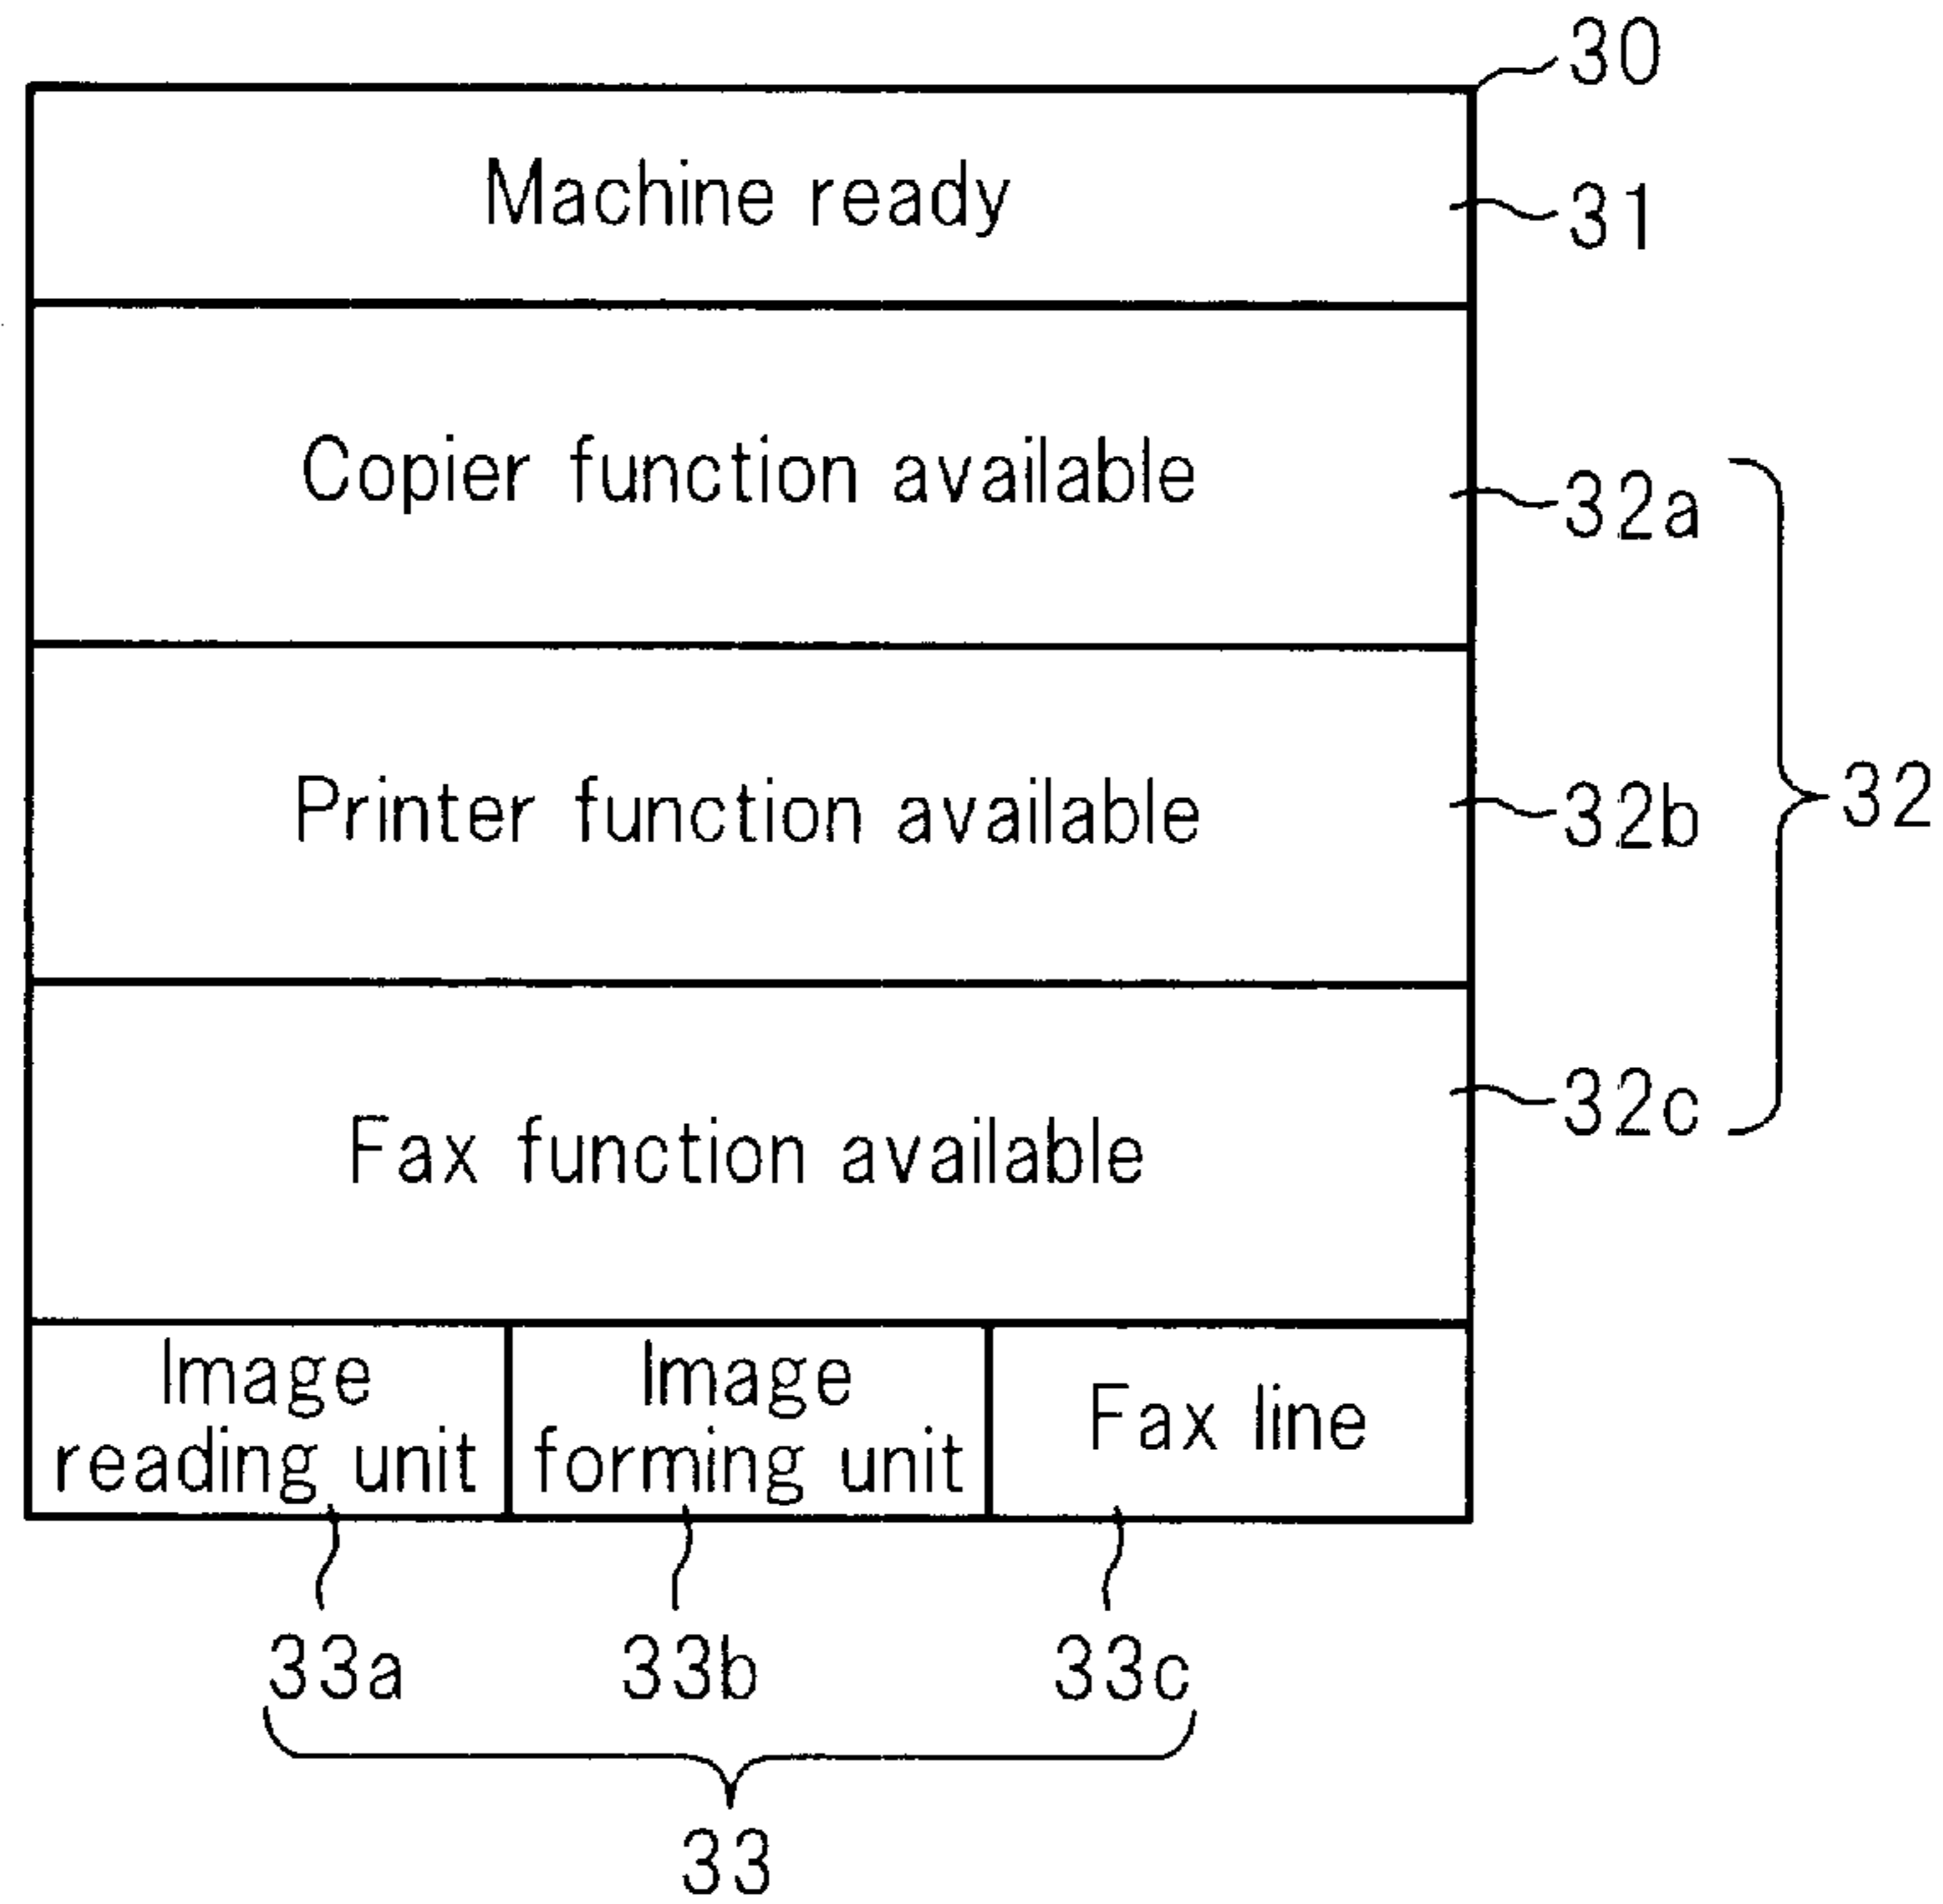 30
Machine ready
31
Copier function available
32a
Printer function available
32b
32
Fax function available
32c
Image
reading unit
Image
forming unit
Fax line
33a
33b
33c
33